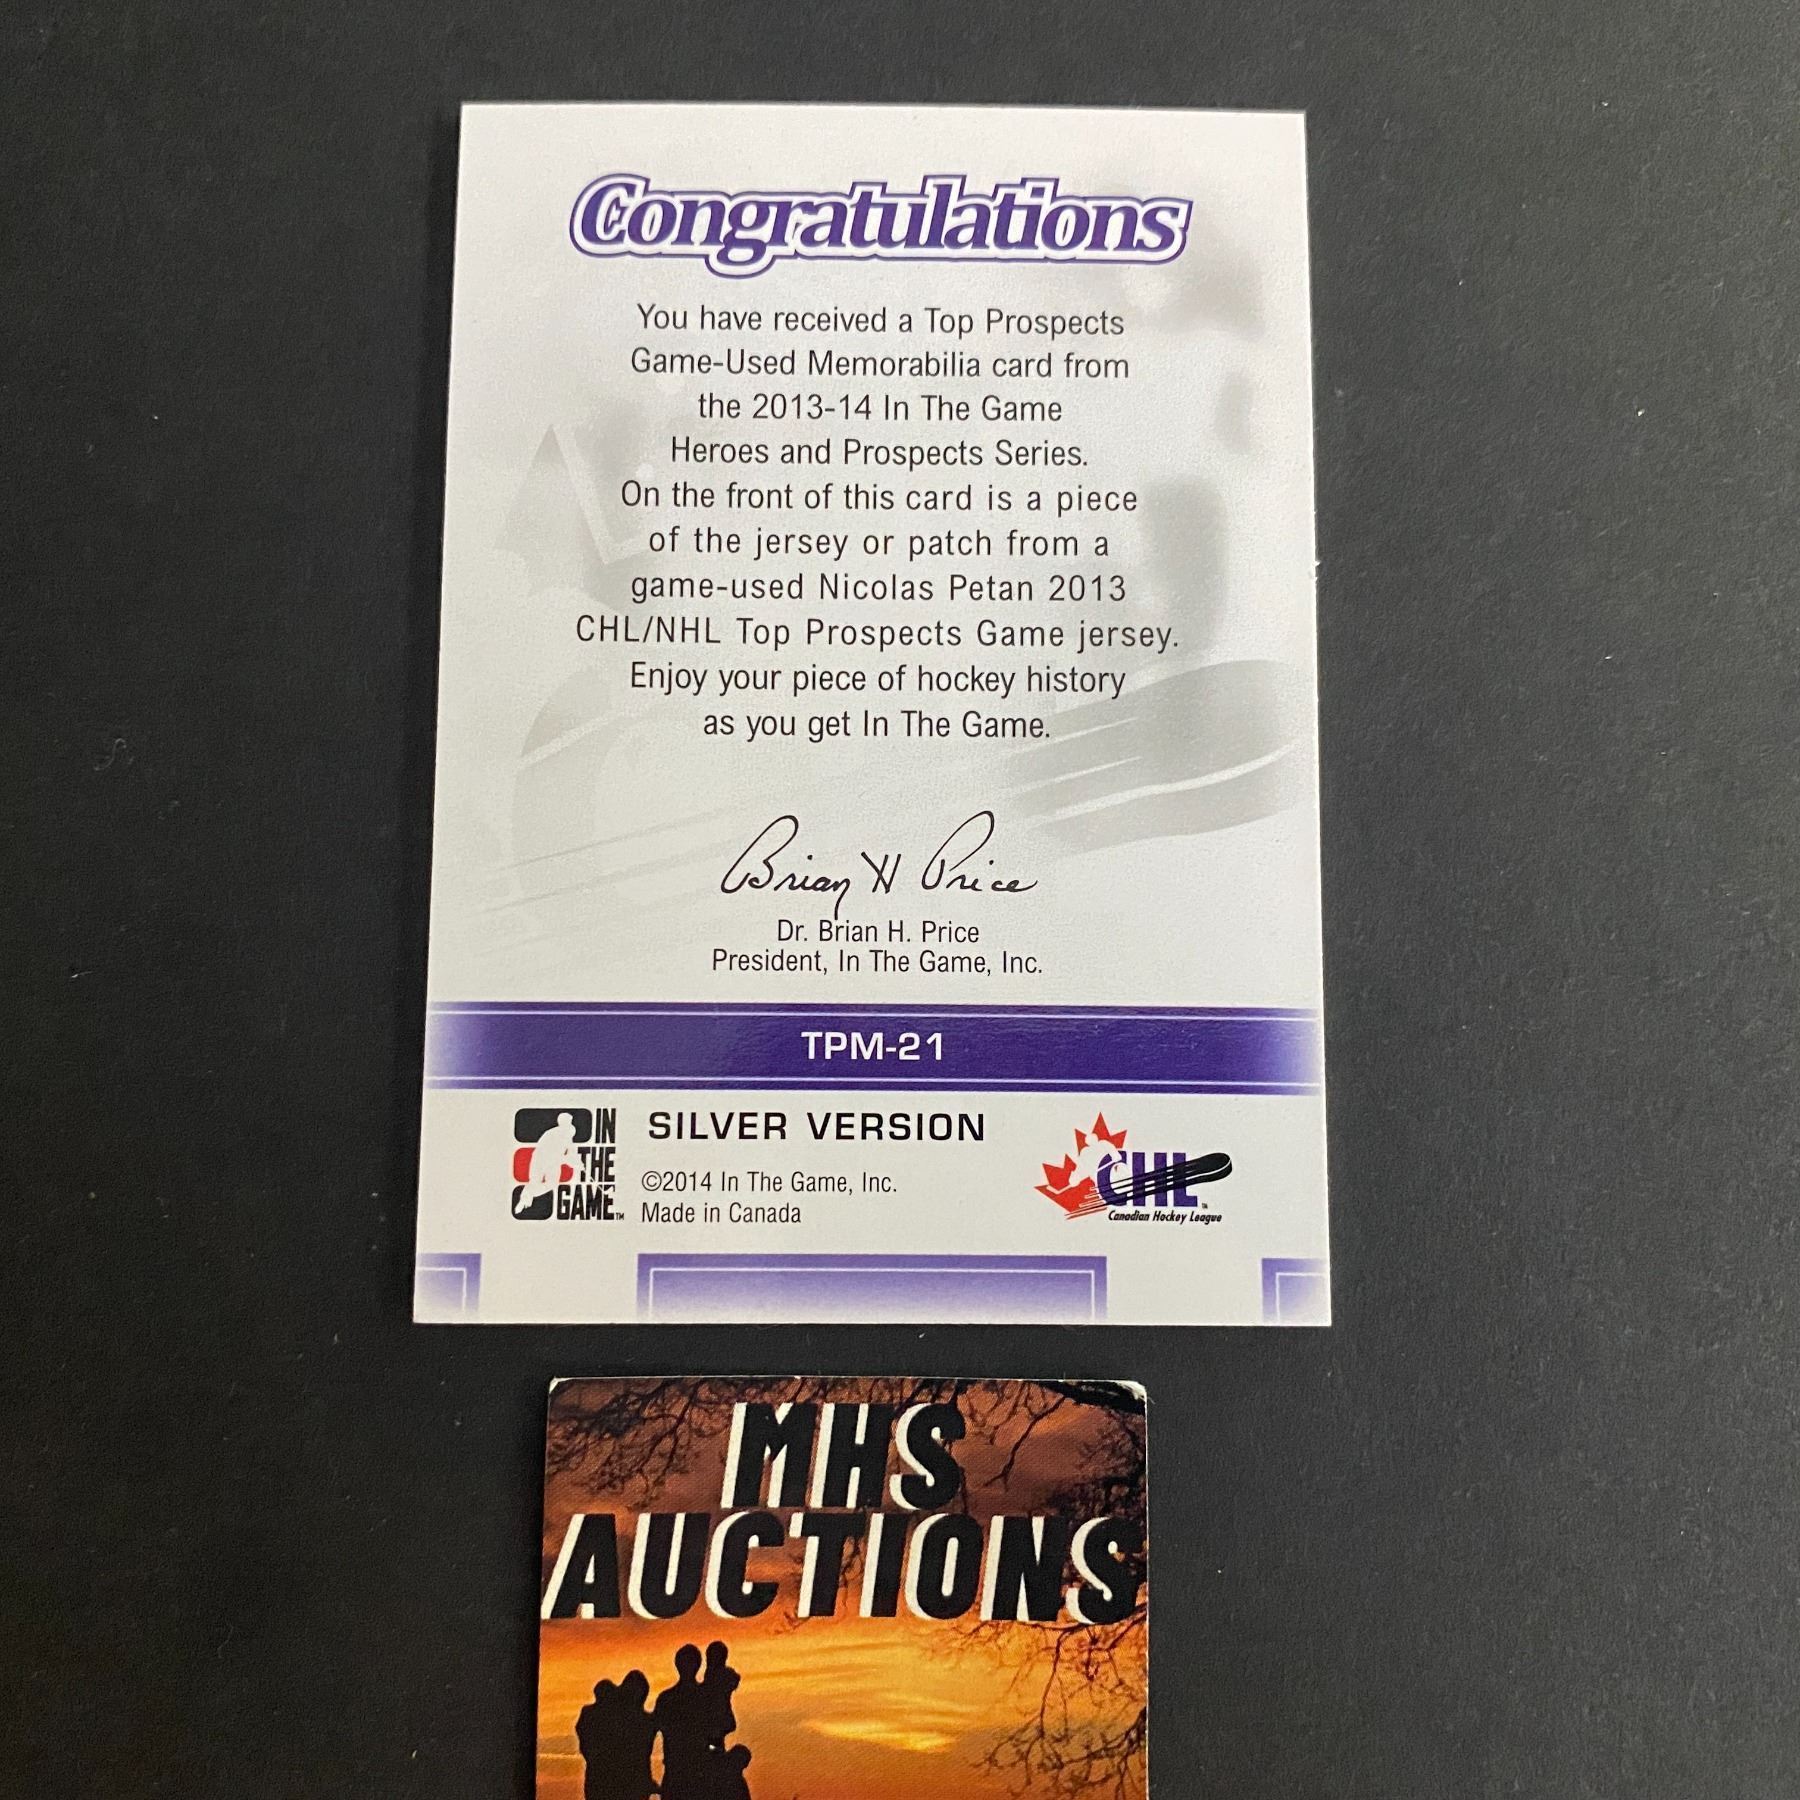 Congratulations
You have received a Top Prospects
Game-Used Memorabilia card from
the 2013-14 In The Game
Heroes and Prospects Series.
On the front of this card is a piece
of the jersey or patch from a
game-used Nicolas Petan 2013
CHL/NHL Top Prospects Game jersey.
Enjoy your piece of hockey history
as you get In The Game.
Brian H Price
Dr. Brian H. Price
President, In The Game, Inc.
TPM-21
IN
THE
GAME™
SILVER VERSION
©2014 In The Game, Inc.
Made in Canada
CHL™
Canadian Hockey League
MHS
AUCTIONS